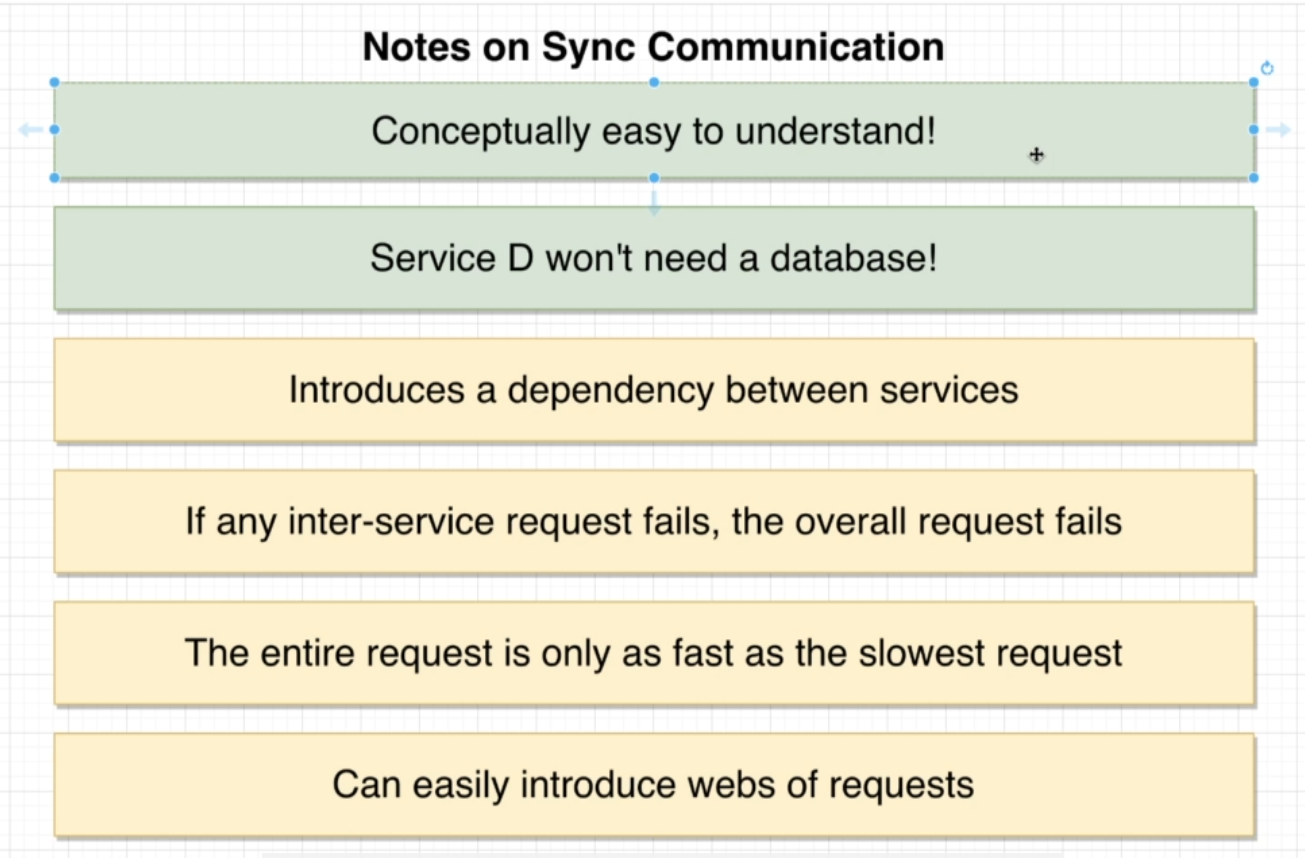 Notes on Sync Communication
Conceptually easy to understand!
Service D won't need a database!
Introduces a dependency between services
If any inter-service request fails, the overall request fails
The entire request is only as fast as the slowest request
Can easily introduce webs of requests